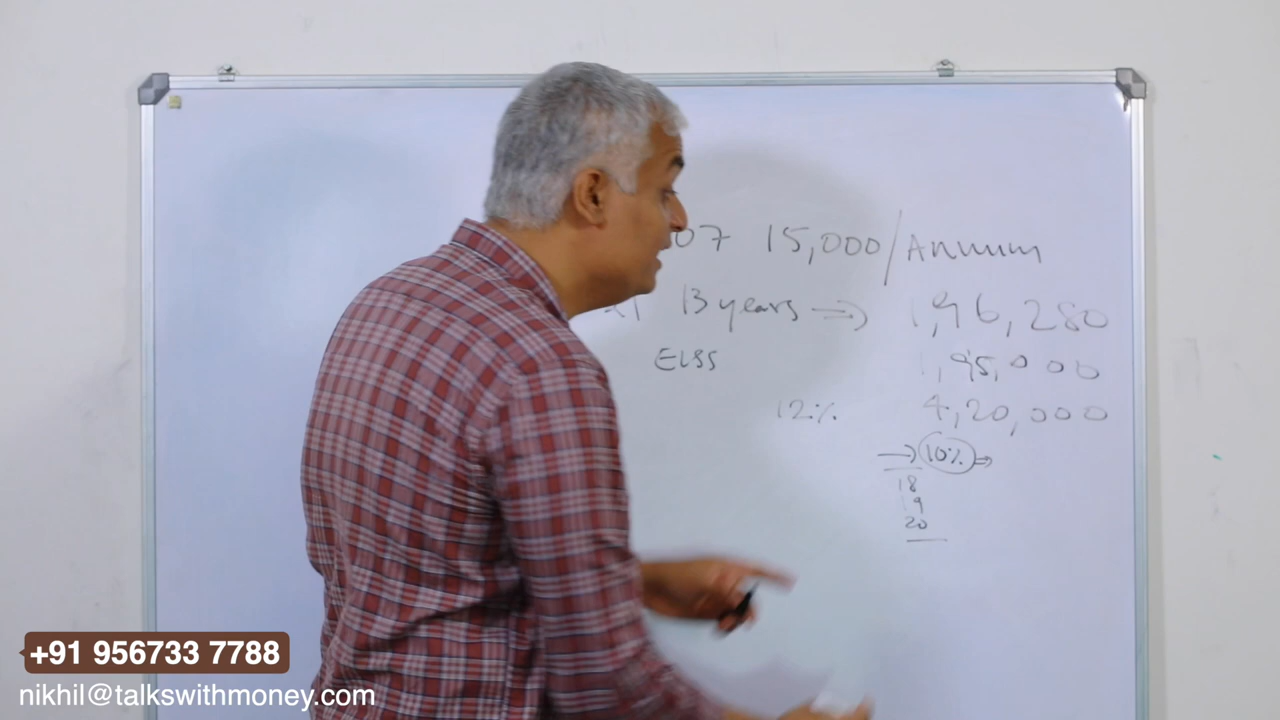 07 15,000/Annum
13 years → 1,96,280
ELSS 1,95,000
12% 4,20,000
→ 10% ⇒
18
19
20
+91 956733 7788
nikhil@talkswithmoney.com